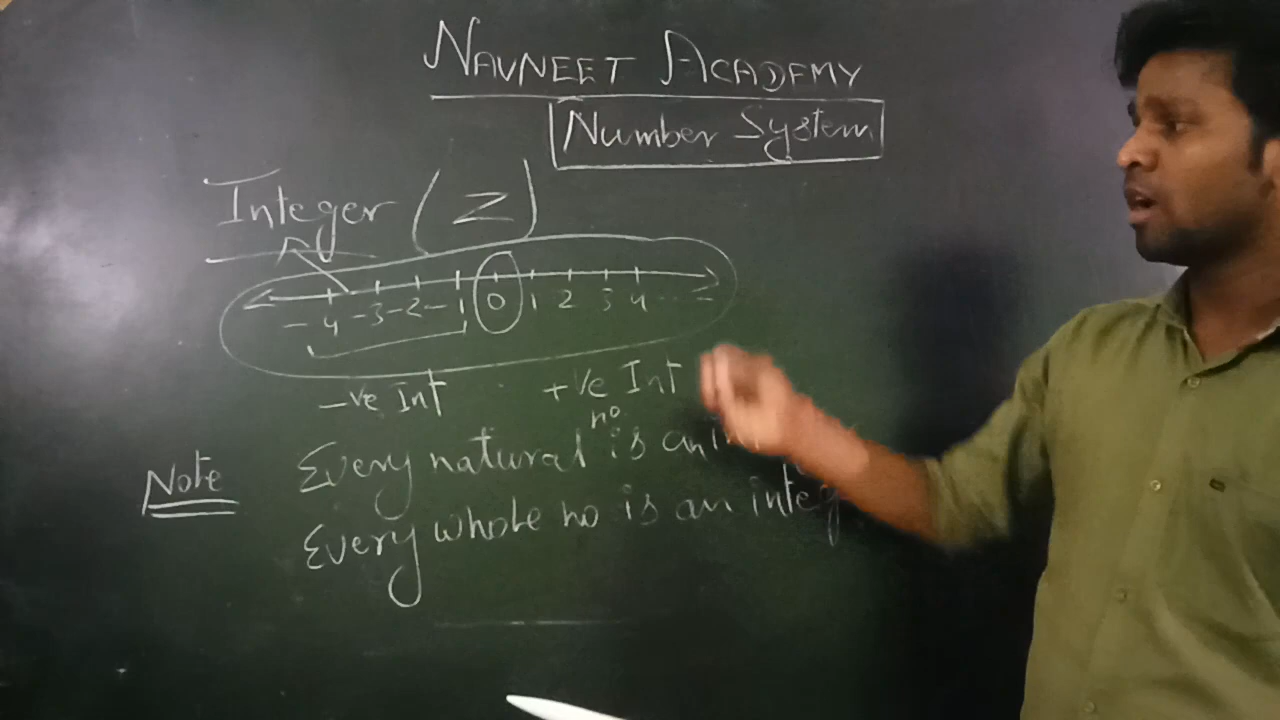 NAVNEET ACADEMY
Number System
Integer (Z)
-4 -3 -2 -1 0 1 2 3 4 ...
-ve Int +ve Int
Note Every natural no is an
Every whole no is an